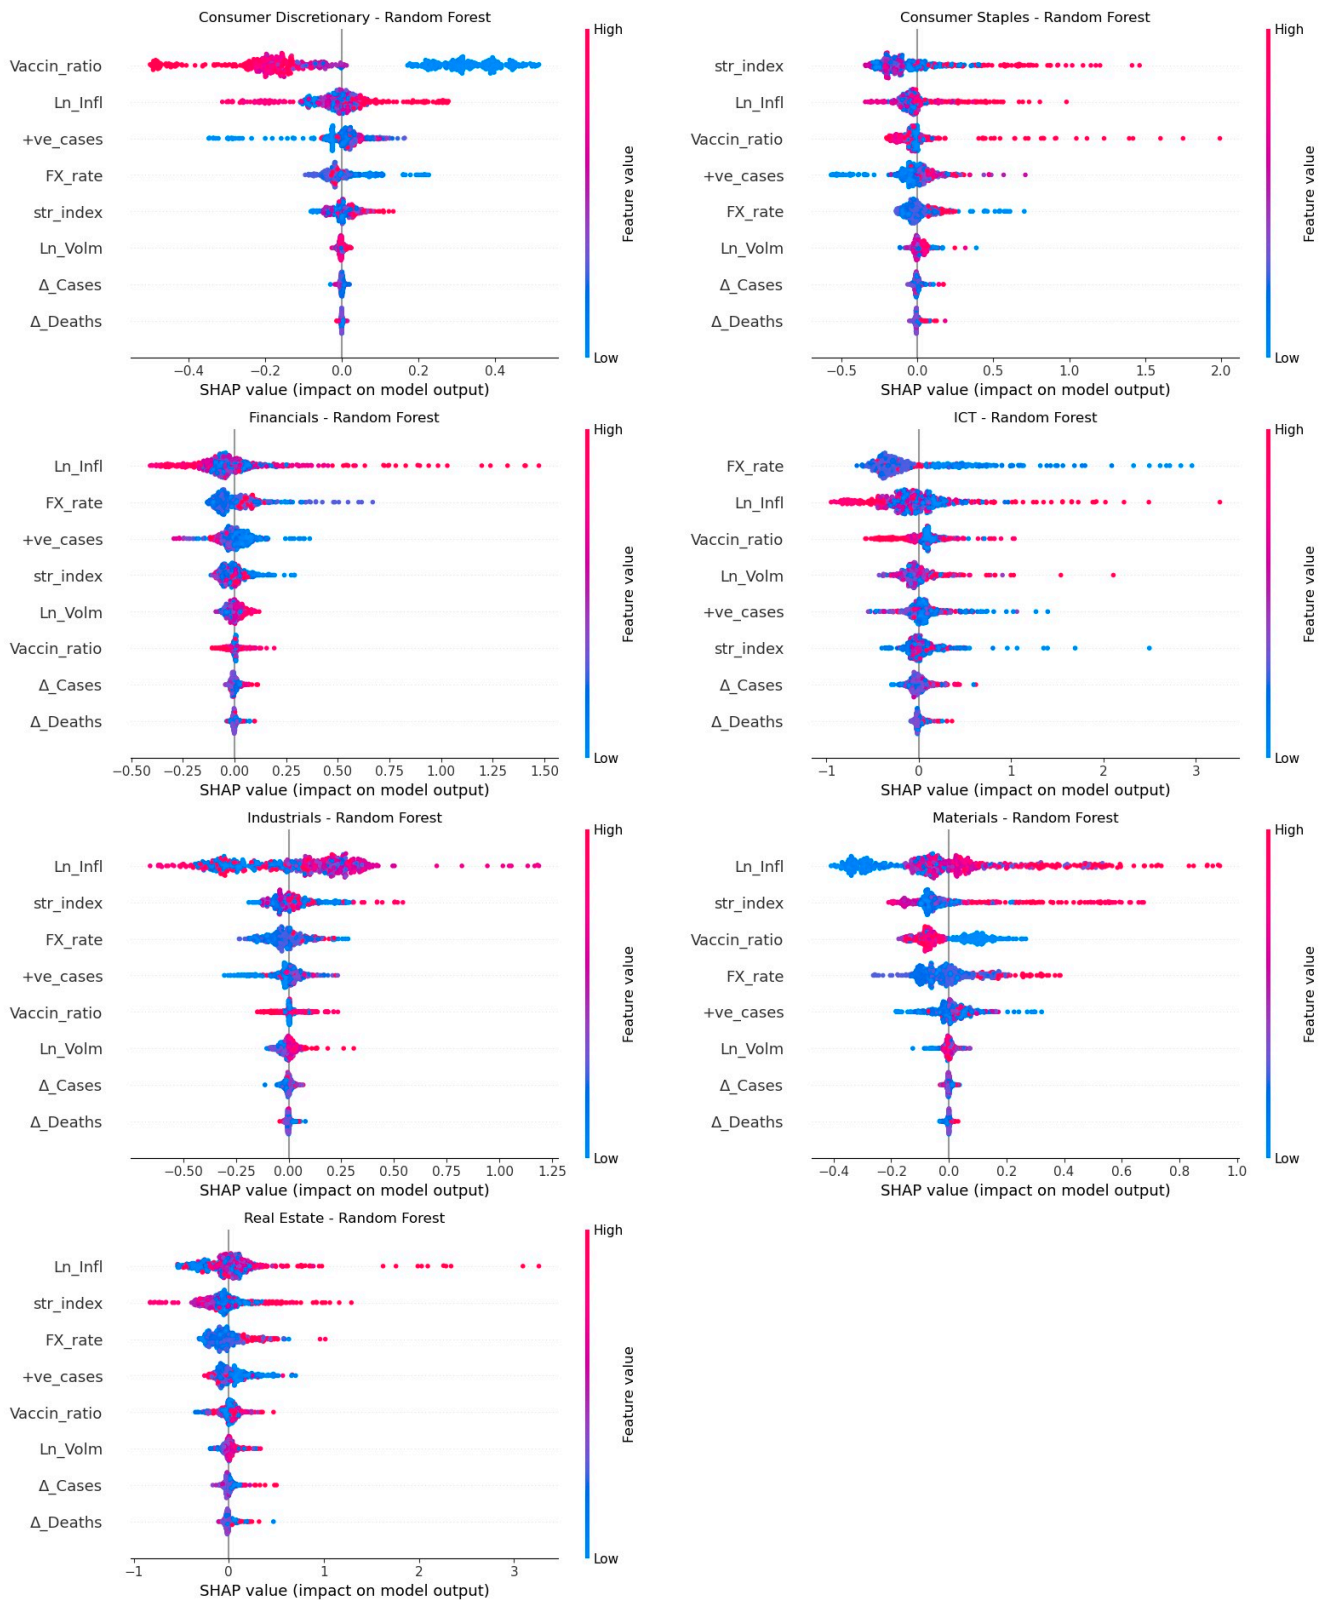 Consumer Discretionary - Random Forest
High
Vaccin_ratio
Ln_Infl
+ve_cases
FX_rate
str_index
Ln_Volm
Δ_Cases
Δ_Deaths
Feature value
Low
−0.4 −0.2 0.0 0.2 0.4
SHAP value (impact on model output)
Consumer Staples - Random Forest
High
str_index
Ln_Infl
Vaccin_ratio
+ve_cases
FX_rate
Ln_Volm
Δ_Cases
Δ_Deaths
Feature value
Low
−0.5 0.0 0.5 1.0 1.5 2.0
SHAP value (impact on model output)
Financials - Random Forest
High
Ln_Infl
FX_rate
+ve_cases
str_index
Ln_Volm
Vaccin_ratio
Δ_Cases
Δ_Deaths
Feature value
Low
−0.50 −0.25 0.00 0.25 0.50 0.75 1.00 1.25 1.50
SHAP value (impact on model output)
ICT - Random Forest
High
FX_rate
Ln_Infl
Vaccin_ratio
Ln_Volm
+ve_cases
str_index
Δ_Cases
Δ_Deaths
Feature value
Low
−1 0 1 2 3
SHAP value (impact on model output)
Industrials - Random Forest
High
Ln_Infl
str_index
FX_rate
+ve_cases
Vaccin_ratio
Ln_Volm
Δ_Cases
Δ_Deaths
Feature value
Low
−0.50 −0.25 0.00 0.25 0.50 0.75 1.00 1.25
SHAP value (impact on model output)
Materials - Random Forest
High
Ln_Infl
str_index
Vaccin_ratio
FX_rate
+ve_cases
Ln_Volm
Δ_Cases
Δ_Deaths
Feature value
Low
−0.4 −0.2 0.0 0.2 0.4 0.6 0.8 1.0
SHAP value (impact on model output)
Real Estate - Random Forest
High
Ln_Infl
str_index
FX_rate
+ve_cases
Vaccin_ratio
Ln_Volm
Δ_Cases
Δ_Deaths
Feature value
Low
−1 0 1 2 3
SHAP value (impact on model output)